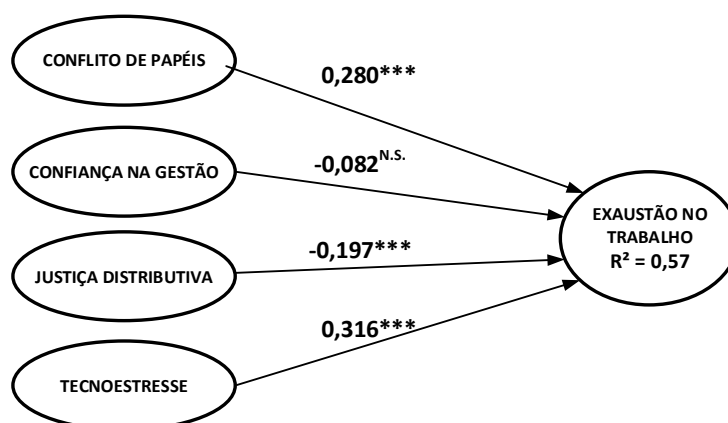 CONFLITO DE PAPÉIS
0,280***
CONFIANÇA NA GESTÃO
-0,082N.S.
EXAUSTÃO NO
TRABALHO
R² = 0,57
JUSTIÇA DISTRIBUTIVA
-0,197***
TECNOESTRESSE
0,316***